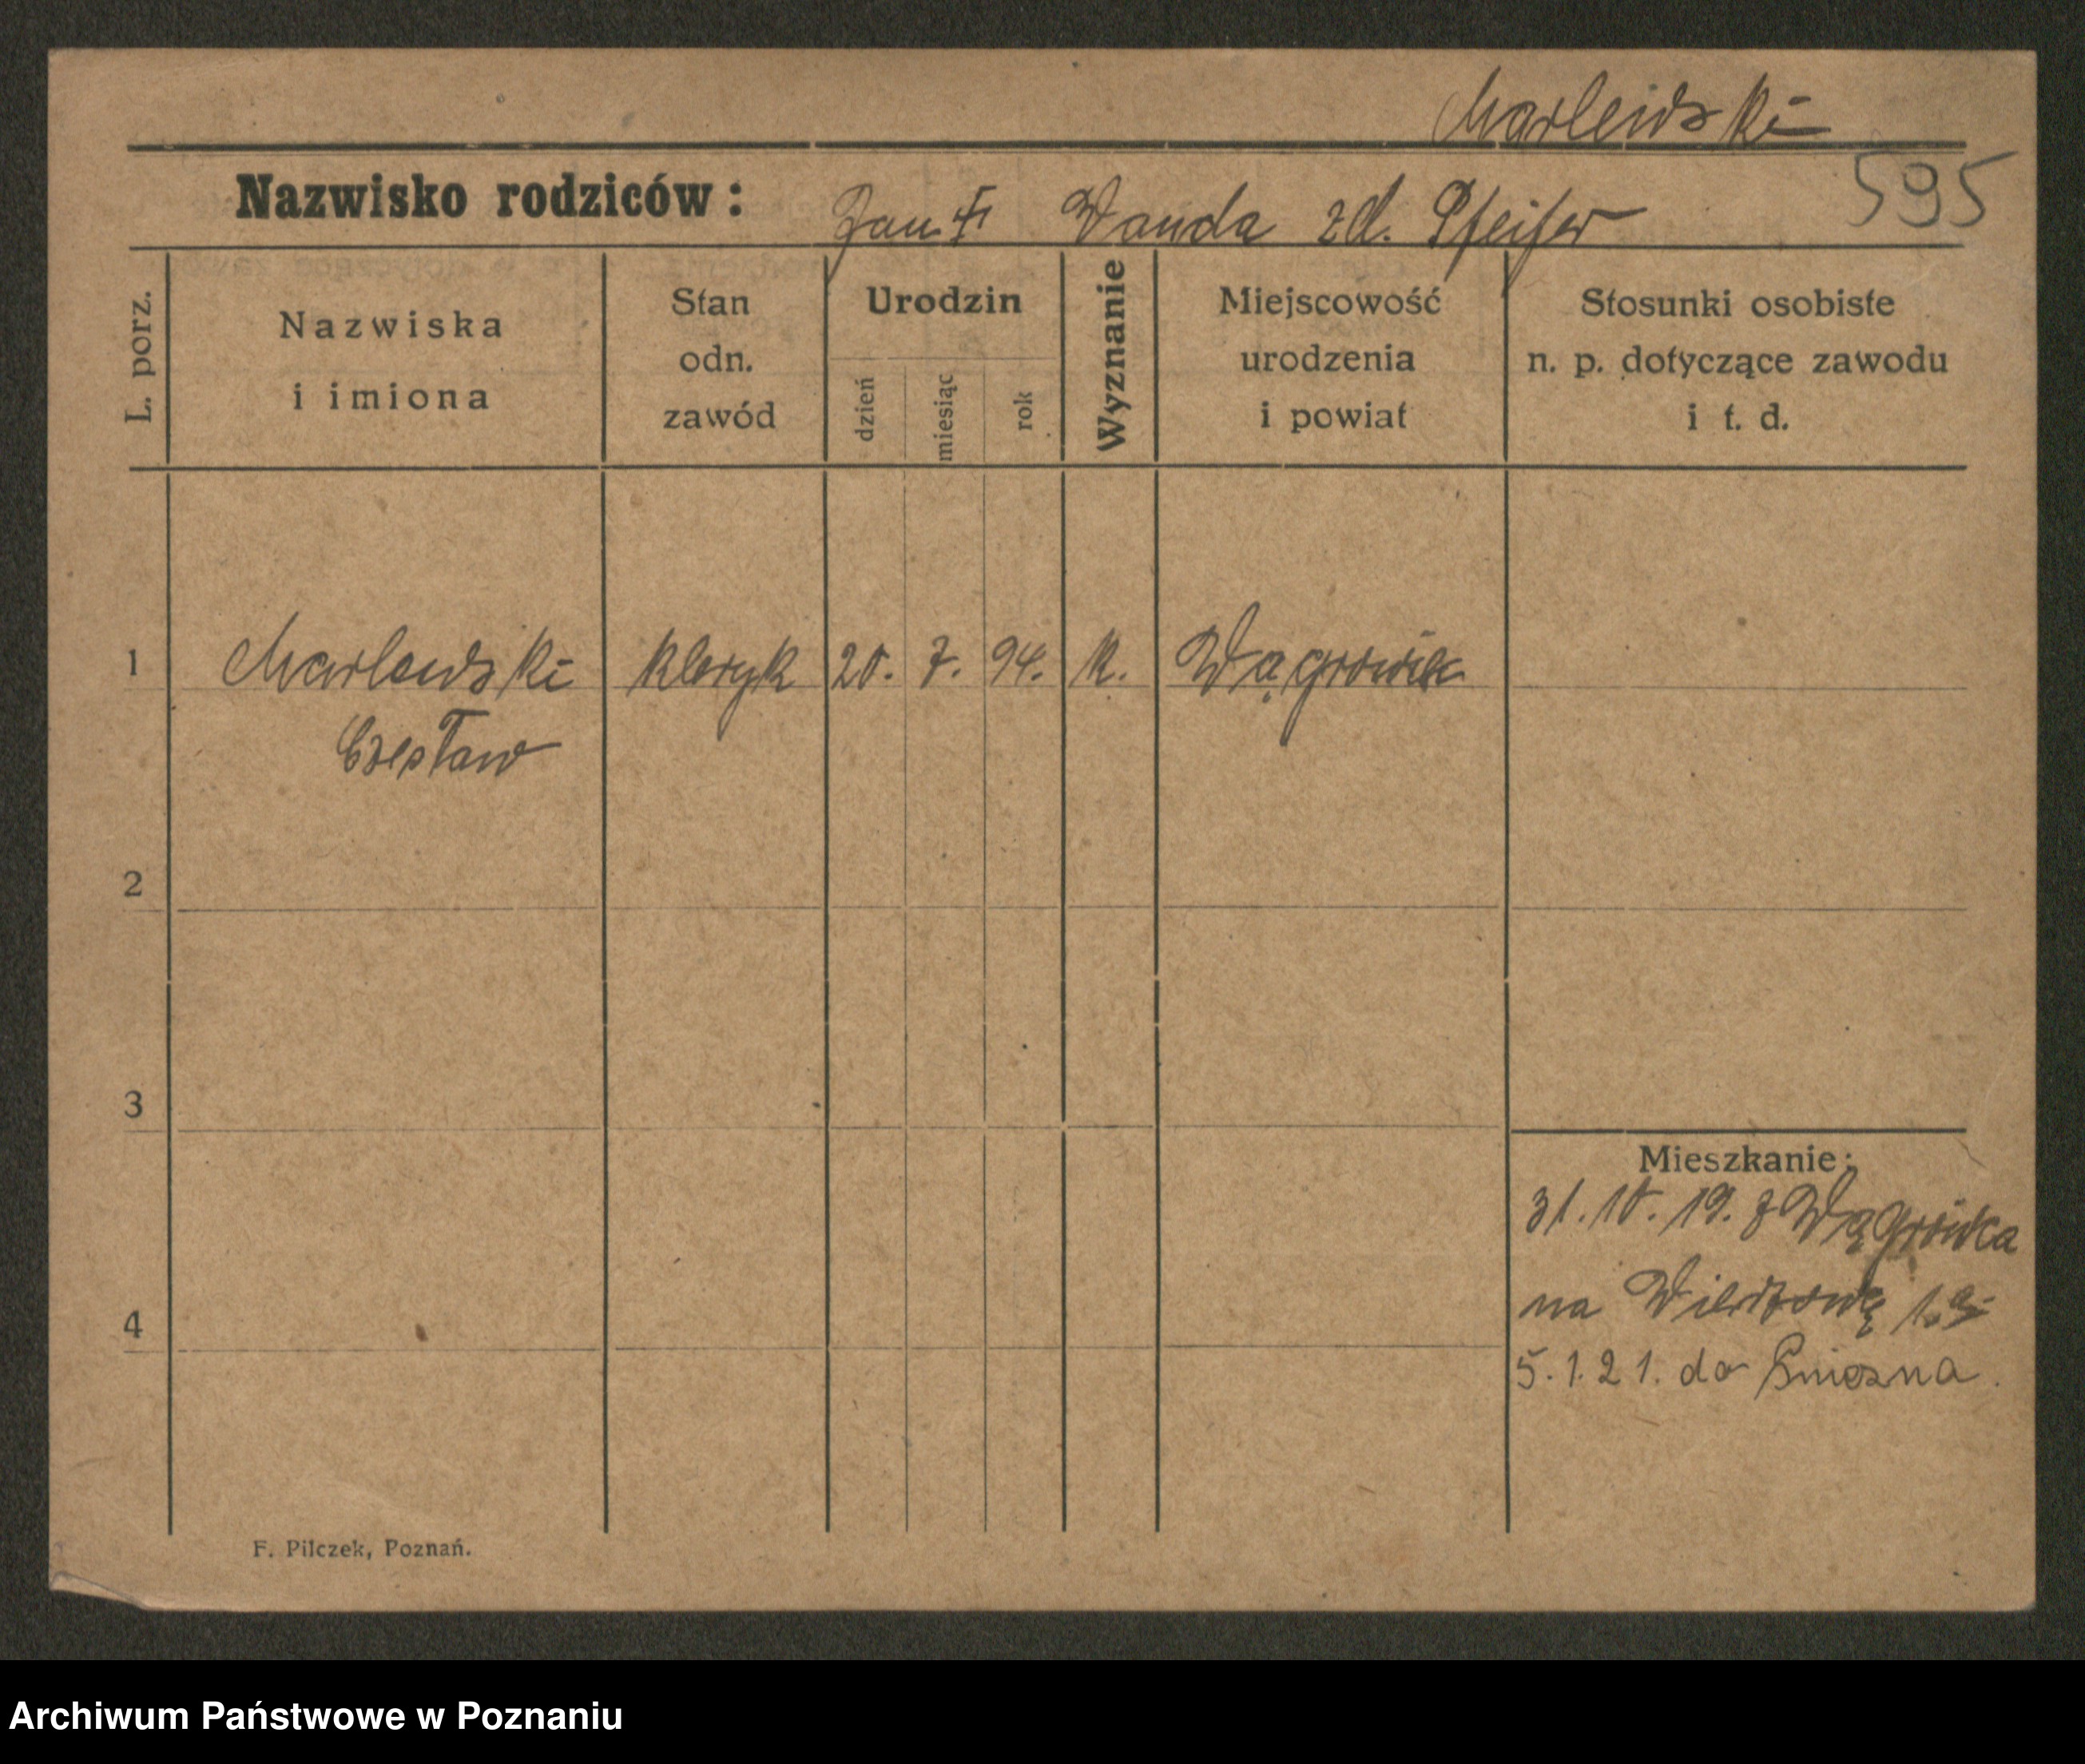 Marlewski
Nazwisko rodziców: Jan † Wanda zd. Pfeifer
595
L. porz.
Nazwiska
i imiona
Stan
odn.
zawód
Urodzin
dzień
miesiąc
rok
Wyznanie
Miejscowość
urodzenia
i powiat
Stosunki osobiste
n. p. dotyczące zawodu
i t. d.
1 Marlewski kleryk 20. 7. 94. k. Wągrowiec
Czesław
2
3
4
Mieszkanie:
31.10.19. z Wągrówca
na
5.1.21. do Gniezna.
F. Pilczek, Poznań.
Archiwum Państwowe w Poznaniu